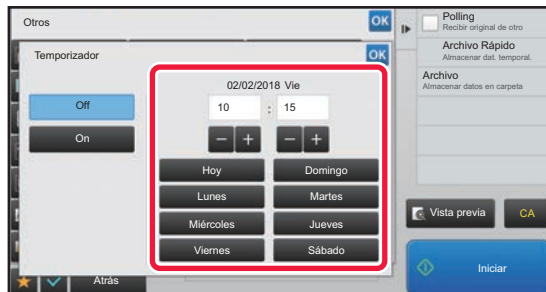 Otros
OK
Temporizador
OK
02/02/2018 Vie
Off
10 : 15
On
− + − +
Hoy
Domingo
Lunes
Martes
Miércoles
Jueves
Viernes
Sábado
Atrás
Polling
Recibir original de otro
Archivo Rápido
Almacenar dat. temporal.
Archivo
Almacenar datos en carpeta
Vista previa
CA
Iniciar